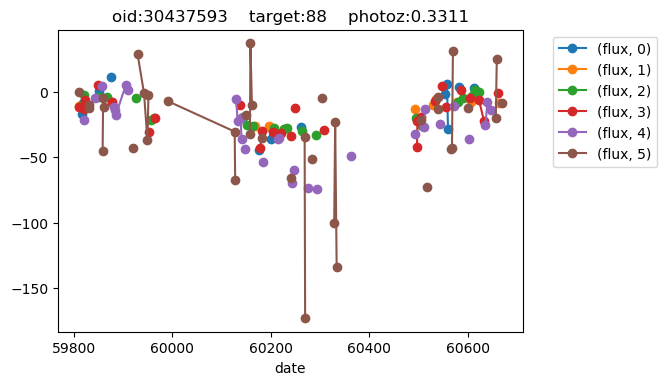 oid:30437593 target:88 photoz:0.3311
(flux, 0)
(flux, 1)
(flux, 2)
(flux, 3)
(flux, 4)
(flux, 5)
0
−50
−100
−150
59800 60000 60200 60400 60600
date